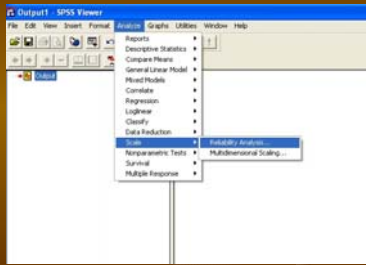 Output1 - SPSS Viewer
File Edit View Insert Format Analyze Graphs Utilities Window Help
Reports
Descriptive Statistics
Compare Means
General Linear Model
Mixed Models
Correlate
Regression
Loglinear
Classify
Data Reduction
Scale
Reliability Analysis...
Multidimensional Scaling...
Nonparametric Tests
Survival
Multiple Response
Output